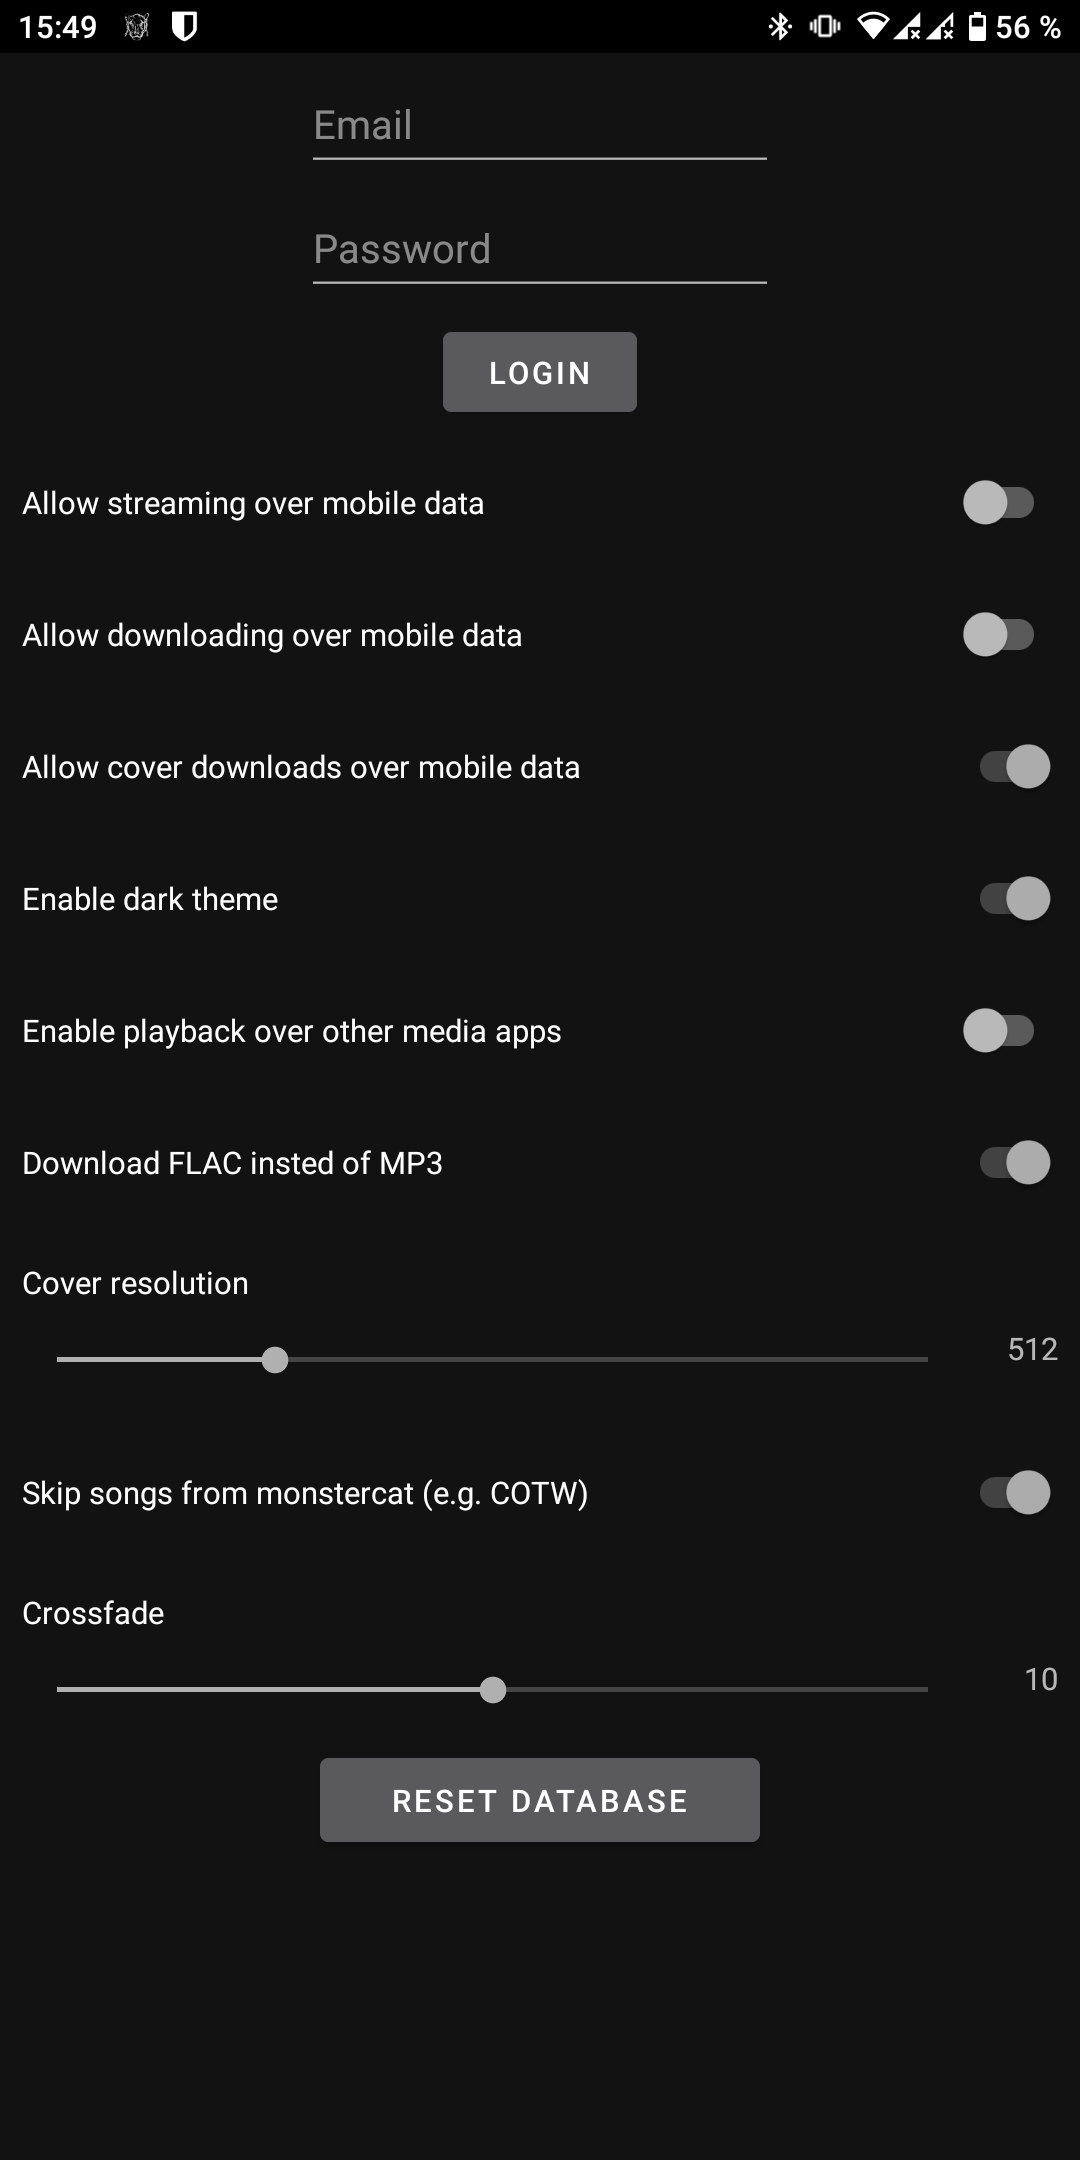 15:49 56 %
Email
Password
LOGIN
Allow streaming over mobile data
Allow downloading over mobile data
Allow cover downloads over mobile data
Enable dark theme
Enable playback over other media apps
Download FLAC insted of MP3
Cover resolution
512
Skip songs from monstercat (e.g. COTW)
Crossfade
10
RESET DATABASE